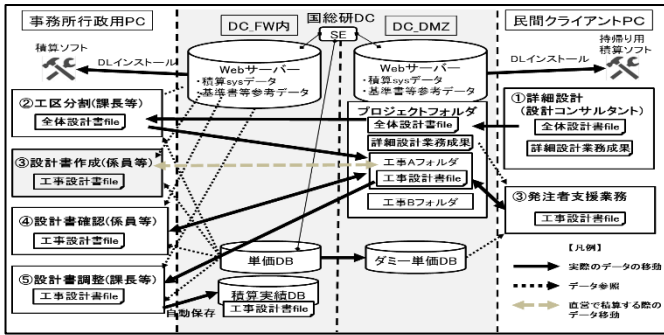 事務所行政用PC
DC_FW内
国総研DC
DC_DMZ
民間クライアントPC
SE
積算ソフト
DLインストール
Webサーバー
・積算sysデータ
・基準書等参考データ
Webサーバー
・積算sysデータ
・基準書等参考データ
DLインストール
持帰り用
積算ソフト
②工区分割(課長等)
全体設計書file
プロジェクトフォルダ
全体設計書file
詳細設計業務成果
①詳細設計
(設計コンサルタント)
全体設計書file
詳細設計業務成果
③設計書作成(係員等)
工事設計書file
工事Aフォルダ
工事設計書file
工事Bフォルダ
③発注者支援業務
工事設計書file
④設計書確認(係員等)
工事設計書file
⑤設計書調整(課長等)
工事設計書file
自動保存
単価DB
ダミー単価DB
積算実績DB
工事設計書file
【凡例】
実際のデータの移動
データ参照
直営で積算する際の
データ移動